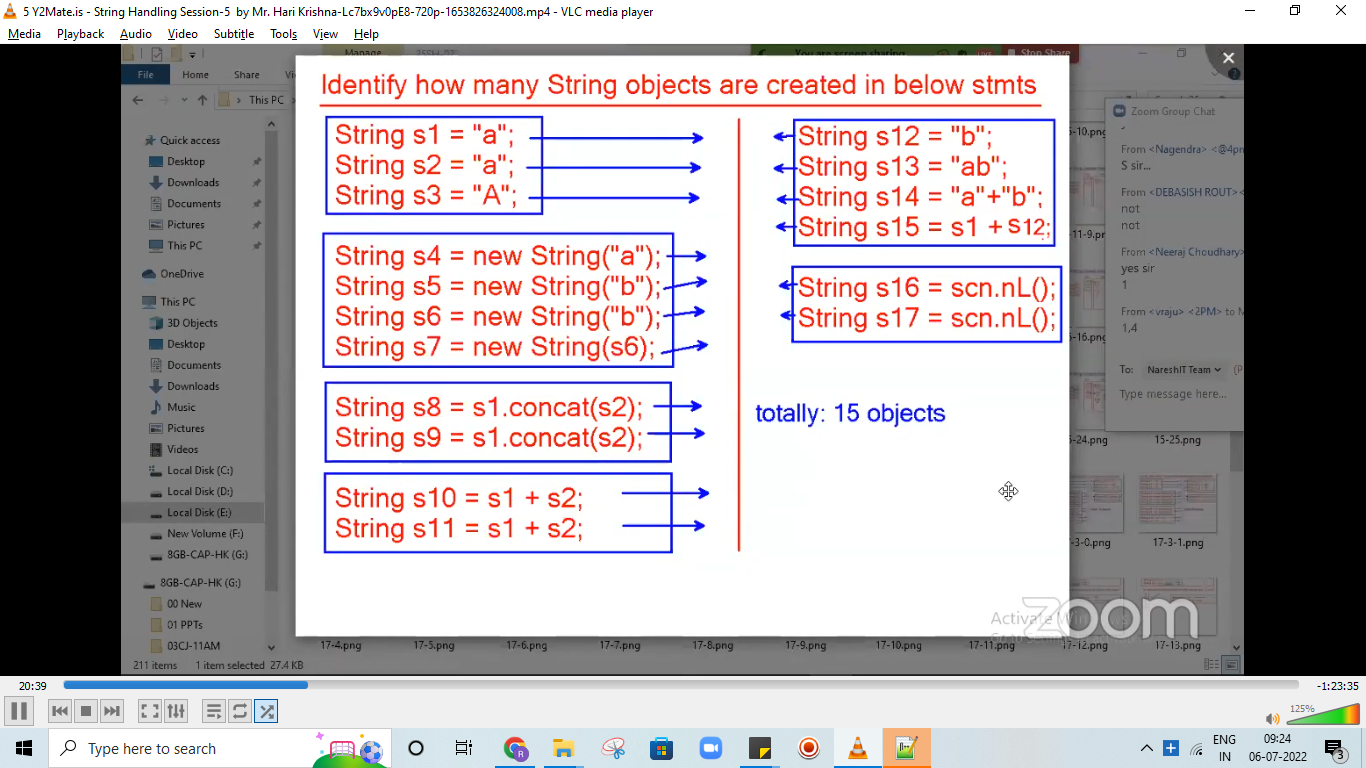 5 Y2Mate.is - String Handling Session-5 by Mr. Hari Krishna-Lc7bx9v0pE8-720p-1653826324008.mp4 - VLC media player
Media Playback Audio Video Subtitle Tools View Help
Manage
You are screen sharing
Stop Share
File Home Share
This PC
Quick access
Desktop
Downloads
Documents
Pictures
This PC
OneDrive
This PC
3D Objects
Desktop
Documents
Downloads
Music
Pictures
Videos
Local Disk (C:)
Local Disk (D:)
Local Disk (E:)
New Volume (F:)
8GB-CAP-HK (G:)
8GB-CAP-HK (G:)
00 New
01 PPTs
03CJ-11AM
211 items 1 item selected 27.4 KB
Identify how many String objects are created in below stmts
String s1 = "a";
String s2 = "a";
String s3 = "A";
String s4 = new String("a");
String s5 = new String("b");
String s6 = new String("b");
String s7 = new String(s6);
String s8 = s1.concat(s2);
String s9 = s1.concat(s2);
String s10 = s1 + s2;
String s11 = s1 + s2;
String s12 = "b";
String s13 = "ab";
String s14 = "a"+"b";
String s15 = s1 + s12;
String s16 = scn.nL();
String s17 = scn.nL();
totally: 15 objects
Zoom Group Chat
From <Nagendra> <@4pm
S sir...
From <DEBASISH ROUT> <
not
not
From <Neeraj Choudhary>
yes sir
1
From <vraju> <2PM> to M
1,4
To: NareshIT Team
Type message here...
-10.png
-11-9.png
-16.png
-24.png 15-25.png
-3-0.png 17-3-1.png
17-4.png 17-5.png 17-6.png 17-7.png 17-8.png 17-9.png 17-10.png 17-11.png 17-12.png 17-13.png
zoom
20:39 -1:23:35
125%
Type here to search
ENG
IN
09:24
06-07-2022
3